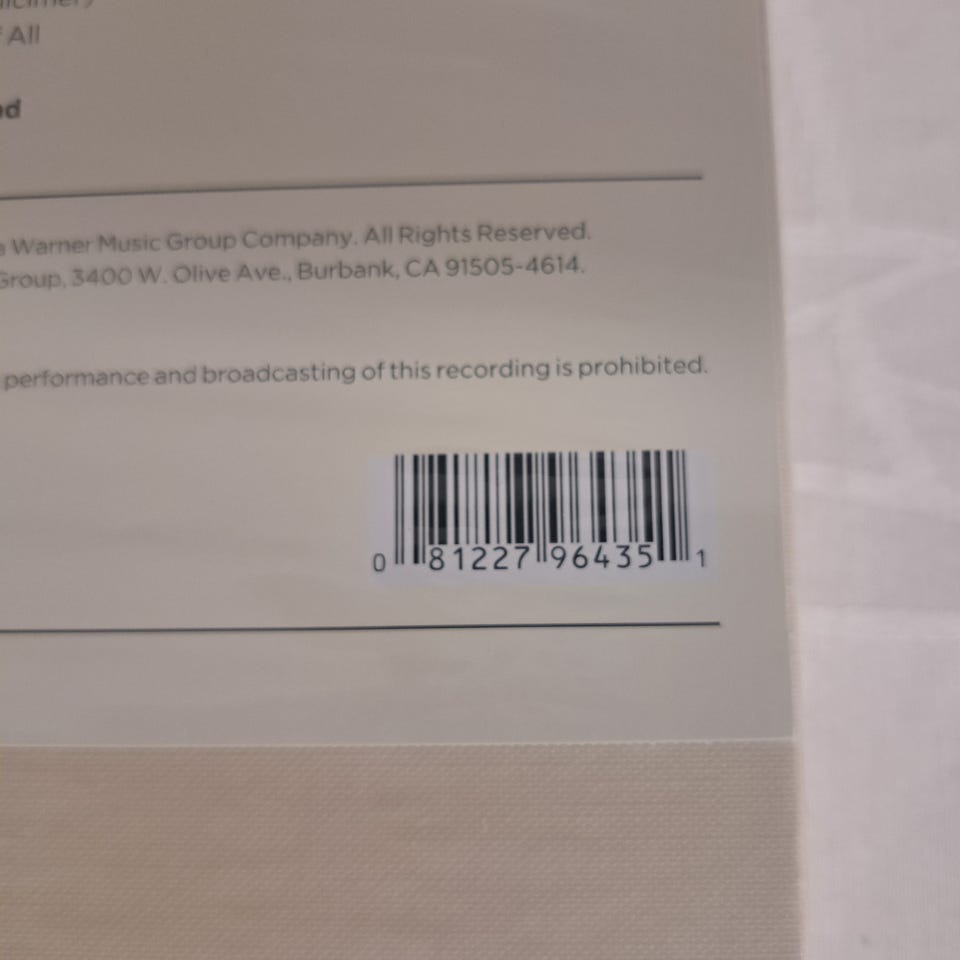 All
a Warner Music Group Company. All Rights Reserved.
Group, 3400 W. Olive Ave., Burbank, CA 91505-4614.
performance and broadcasting of this recording is prohibited.
0 81227 96435 1